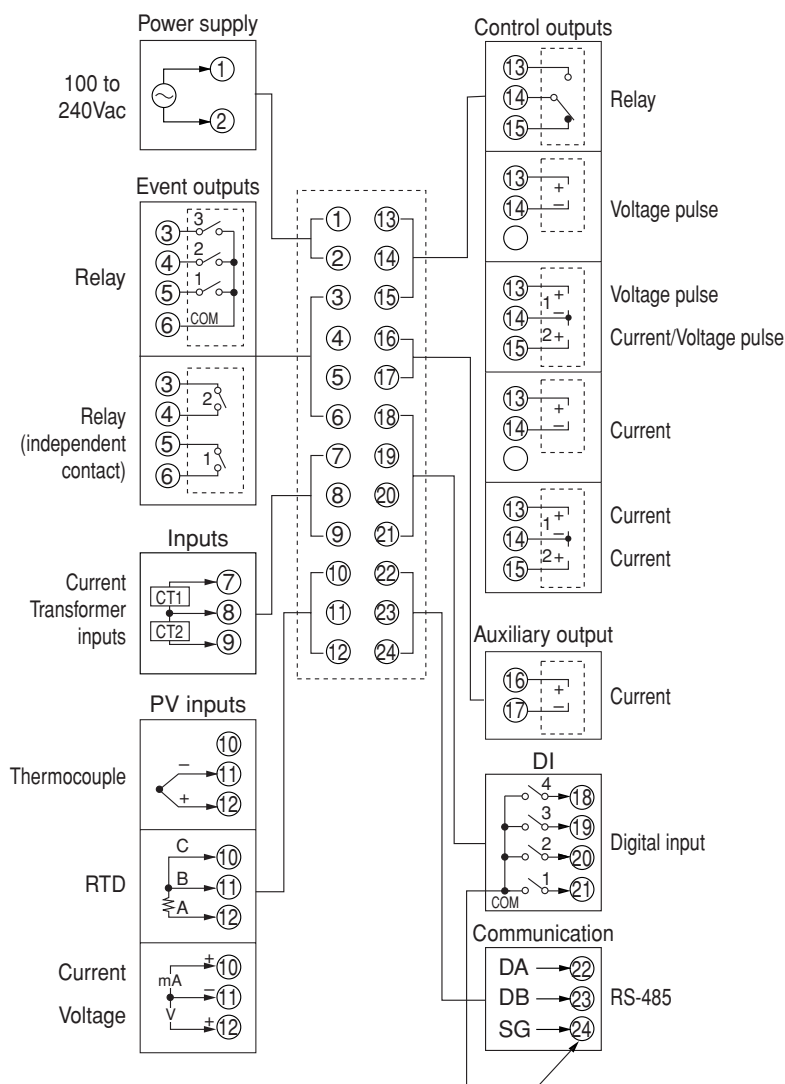 Power supply
100 to
240Vac
1
2
Event outputs
Relay
3
3
2
4
1
5
6
COM
Relay
(independent
contact)
3
2
4
5
1
6
Inputs
Current
Transformer
inputs
CT1
CT2
7
8
9
PV inputs
Thermocouple
10
– 11
+ 12
RTD
C 10
B 11
A 12
Current
Voltage
+ 10
mA
– 11
V
+ 12
1 13
2 14
3 15
4 16
5 17
6 18
7 19
8 20
9 21
10 22
11 23
12 24
Control outputs
13
14
15
Relay
13
+
14
–
Voltage pulse
13
1 +
14
–
2 +
15
Voltage pulse
Current/Voltage pulse
13
+
14
–
Current
13
1 +
14
–
2 +
15
Current
Current
Auxiliary output
16
+
17
–
Current
DI
4
18
3
19
2
20
1
21
COM
Digital input
Communication
DA 22
DB 23
SG 24
RS-485